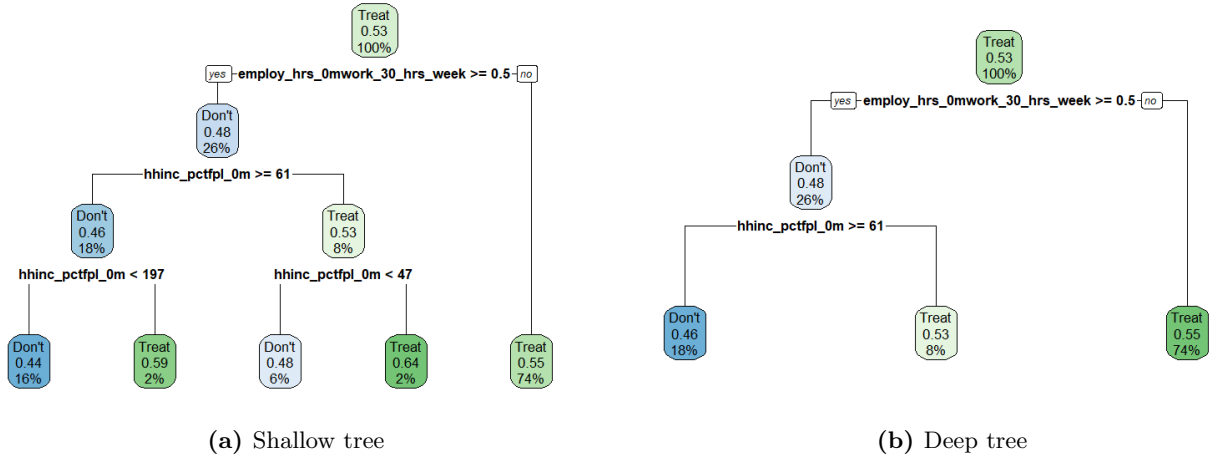 Treat
0.53
100%
yes employ_hrs_0mwork_30_hrs_week >= 0.5 no
Don't
0.48
26%
hhinc_pctfpl_0m >= 61
Don't
0.46
18%
Treat
0.53
8%
hhinc_pctfpl_0m < 197
hhinc_pctfpl_0m < 47
Don't
0.44
16%
Treat
0.59
2%
Don't
0.48
6%
Treat
0.64
2%
Treat
0.55
74%
(a) Shallow tree
Treat
0.53
100%
yes employ_hrs_0mwork_30_hrs_week >= 0.5 no
Don't
0.48
26%
hhinc_pctfpl_0m >= 61
Don't
0.46
18%
Treat
0.53
8%
Treat
0.55
74%
(b) Deep tree